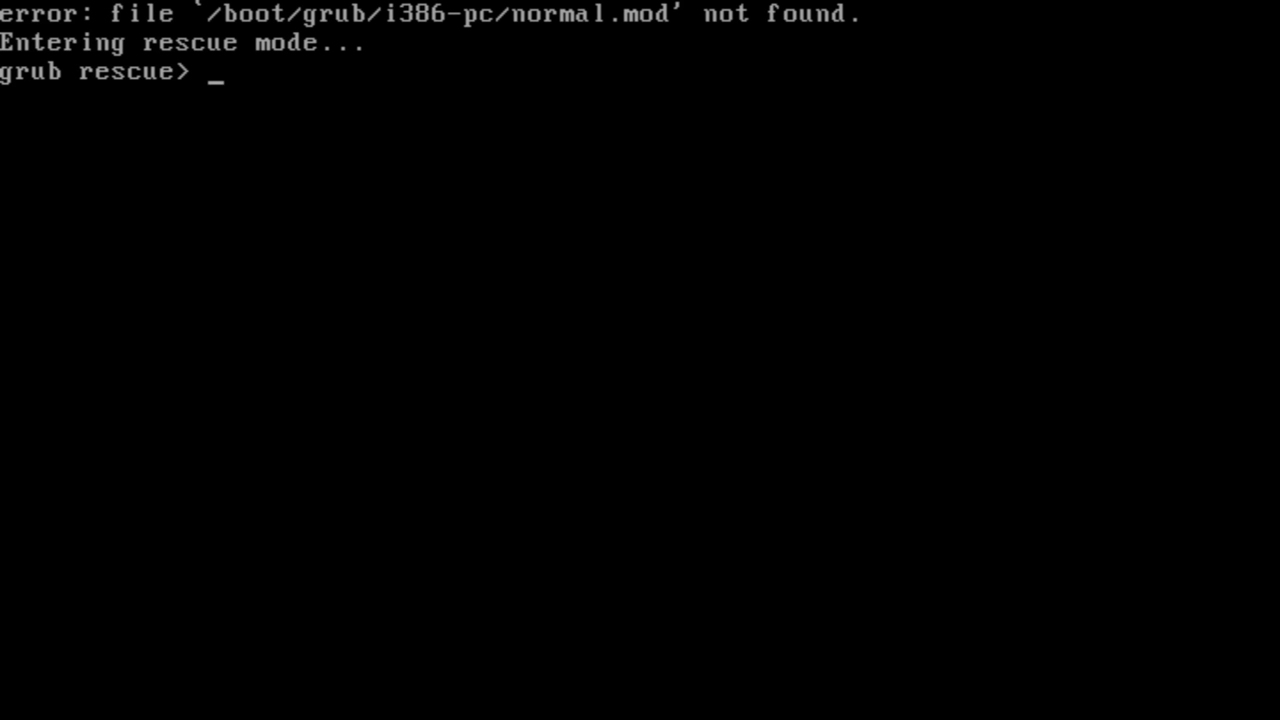 error: file `/boot/grub/i386-pc/normal.mod' not found.
Entering rescue mode...
grub rescue> _